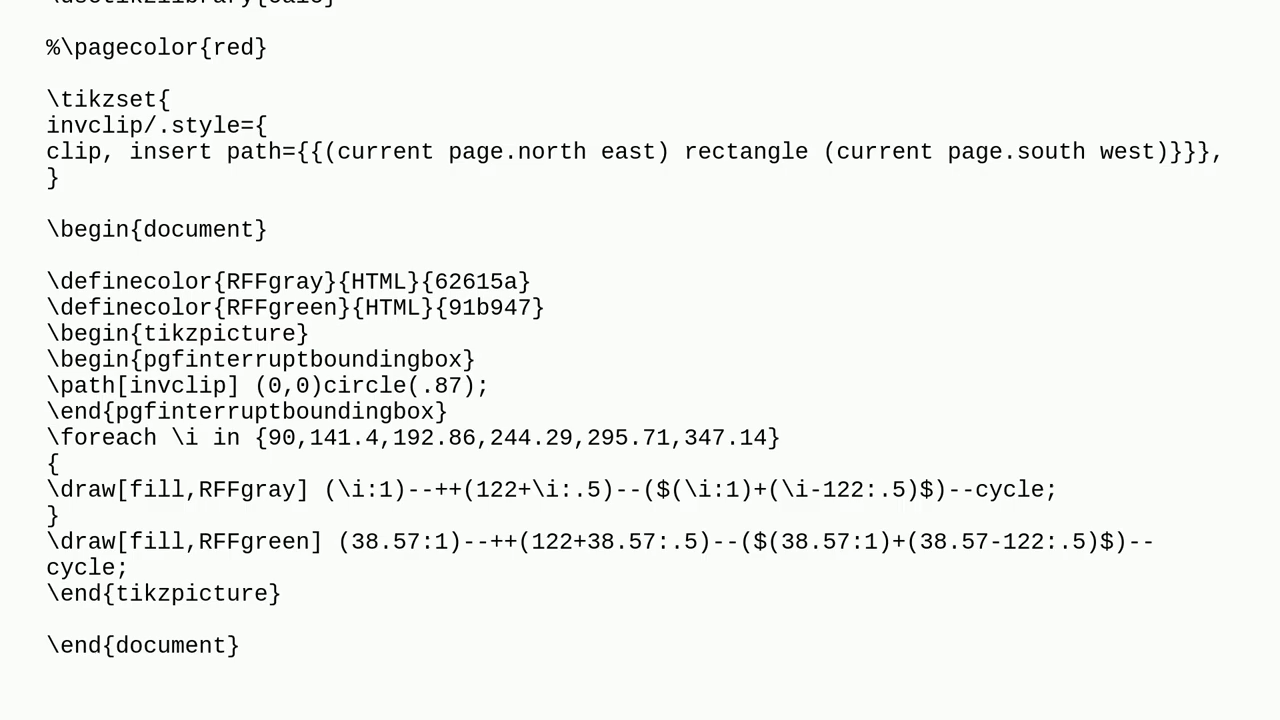 \usetikzlibrary{calc}
%\pagecolor{red}
\tikzset{
invclip/.style={
clip, insert path={{(current page.north east) rectangle (current page.south west)}}},
}
\begin{document}
\definecolor{RFFgray}{HTML}{62615a}
\definecolor{RFFgreen}{HTML}{91b947}
\begin{tikzpicture}
\begin{pgfinterruptboundingbox}
\path[invclip] (0,0)circle(.87);
\end{pgfinterruptboundingbox}
\foreach \i in {90,141.4,192.86,244.29,295.71,347.14}
{
\draw[fill,RFFgray] (\i:1)--++(122+\i:.5)--($(\i:1)+(\i-122:.5)$)--cycle;
}
\draw[fill,RFFgreen] (38.57:1)--++(122+38.57:.5)--($(38.57:1)+(38.57-122:.5)$)--
cycle;
\end{tikzpicture}
\end{document}